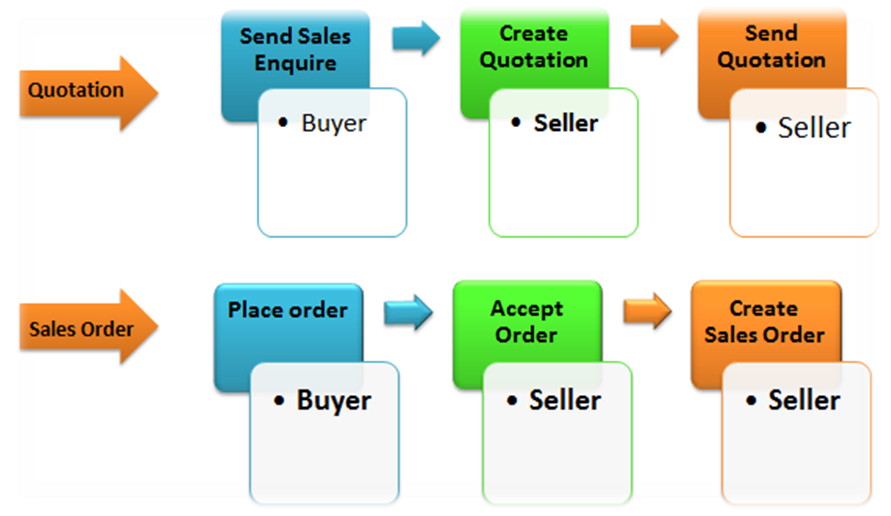 Quotation
Send Sales
Enquire
• Buyer
Create
Quotation
• Seller
Send
Quotation
• Seller
Sales Order
Place order
• Buyer
Accept
Order
• Seller
Create
Sales Order
• Seller